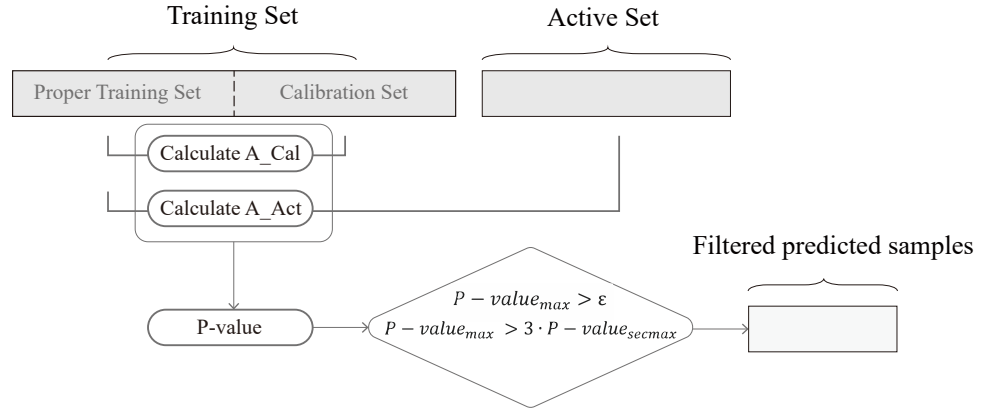 Training Set
Active Set
Proper Training Set
Calibration Set
Calculate A_Cal
Calculate A_Act
Filtered predicted samples
P-value
P − value_max > ε
P − value_max > 3 · P − value_secmax